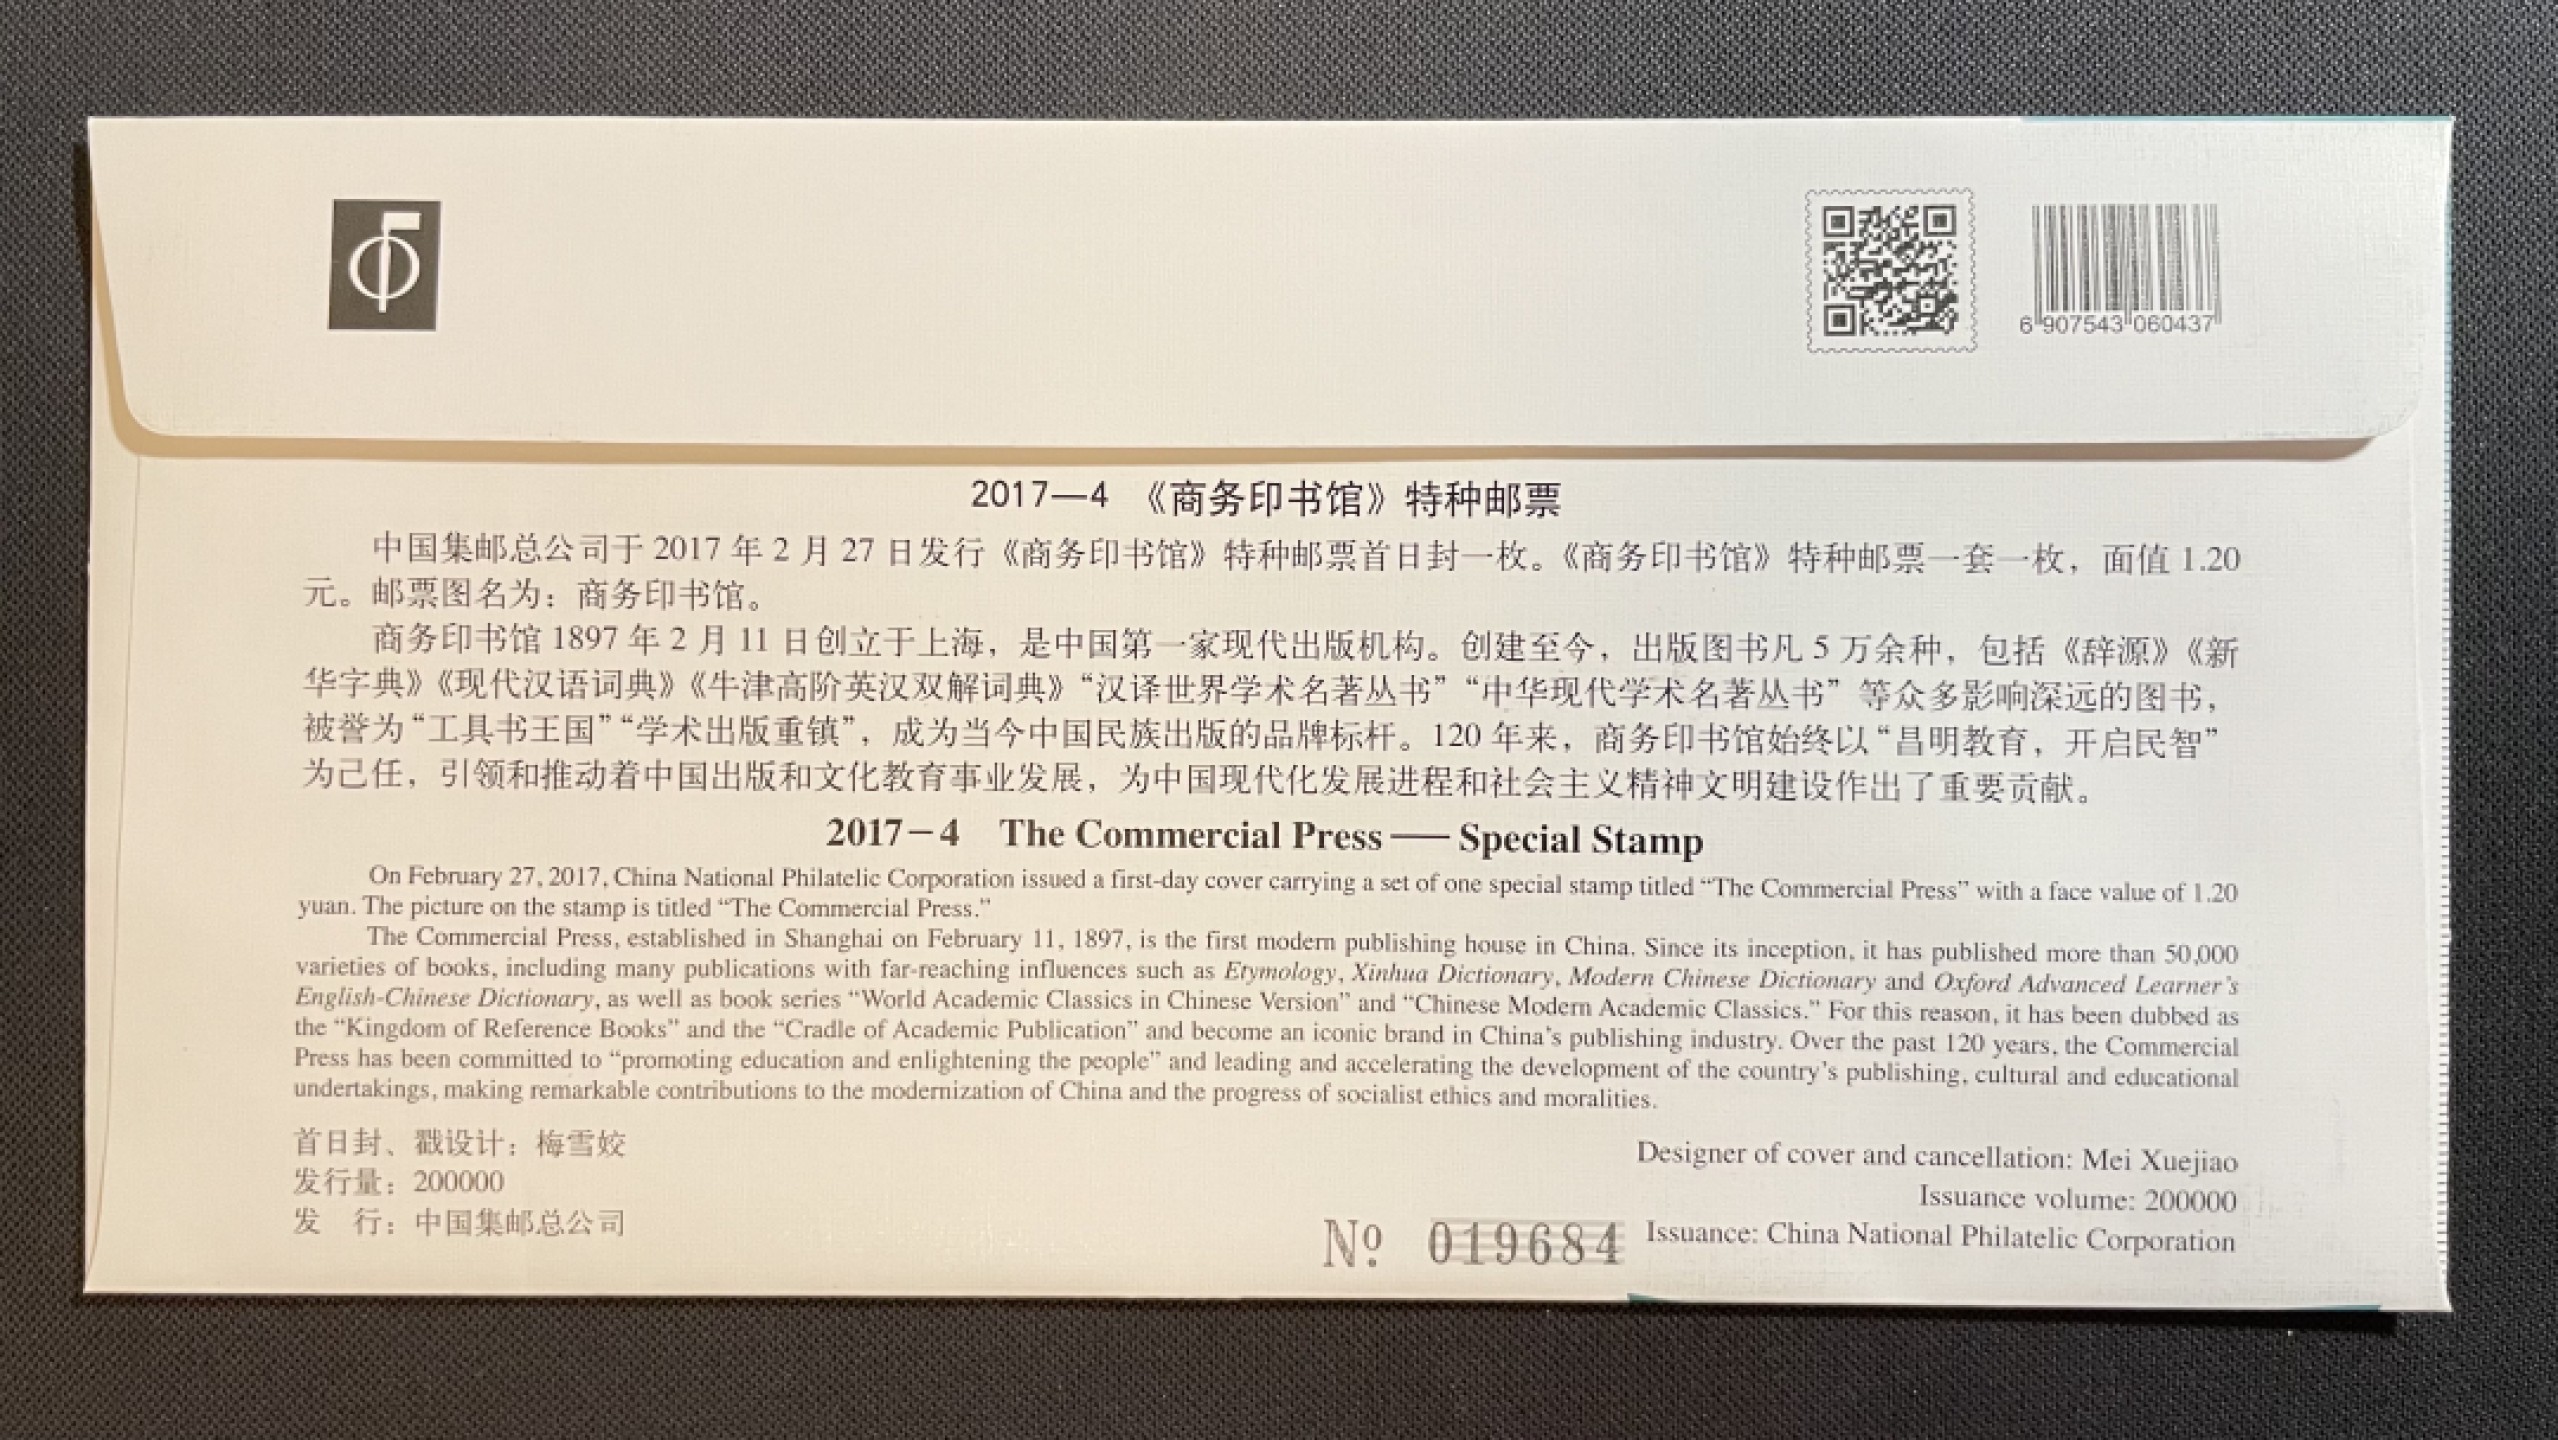 6 907543 060437
2017—4 《商务印书馆》特种邮票
中国集邮总公司于 2017 年 2 月 27 日发行《商务印书馆》特种邮票首日封一枚。《商务印书馆》特种邮票一套一枚，面值 1.20
元。邮票图名为：商务印书馆。
商务印书馆 1897 年 2 月 11 日创立于上海，是中国第一家现代出版机构。创建至今，出版图书凡 5 万余种，包括《辞源》《新
华字典》《现代汉语词典》《牛津高阶英汉双解词典》“汉译世界学术名著丛书”“中华现代学术名著丛书”等众多影响深远的图书，
被誉为“工具书王国”“学术出版重镇”，成为当今中国民族出版的品牌标杆。120 年来，商务印书馆始终以“昌明教育，开启民智”
为己任，引领和推动着中国出版和文化教育事业发展，为中国现代化发展进程和社会主义精神文明建设作出了重要贡献。
2017－4 The Commercial Press —— Special Stamp
On February 27, 2017, China National Philatelic Corporation issued a first-day cover carrying a set of one special stamp titled “The Commercial Press” with a face value of 1.20
yuan. The picture on the stamp is titled “The Commercial Press.”
The Commercial Press, established in Shanghai on February 11, 1897, is the first modern publishing house in China. Since its inception, it has published more than 50,000
varieties of books, including many publications with far-reaching influences such as Etymology, Xinhua Dictionary, Modern Chinese Dictionary and Oxford Advanced Learner’s
English-Chinese Dictionary, as well as book series “World Academic Classics in Chinese Version” and “Chinese Modern Academic Classics.” For this reason, it has been dubbed as
the “Kingdom of Reference Books” and the “Cradle of Academic Publication” and become an iconic brand in China’s publishing industry. Over the past 120 years, the Commercial
Press has been committed to “promoting education and enlightening the people” and leading and accelerating the development of the country’s publishing, cultural and educational
undertakings, making remarkable contributions to the modernization of China and the progress of socialist ethics and moralities.
首日封、戳设计：梅雪姣
发行量：200000
发 行：中国集邮总公司
Designer of cover and cancellation: Mei Xuejiao
Issuance volume: 200000
Issuance: China National Philatelic Corporation
№ 019684